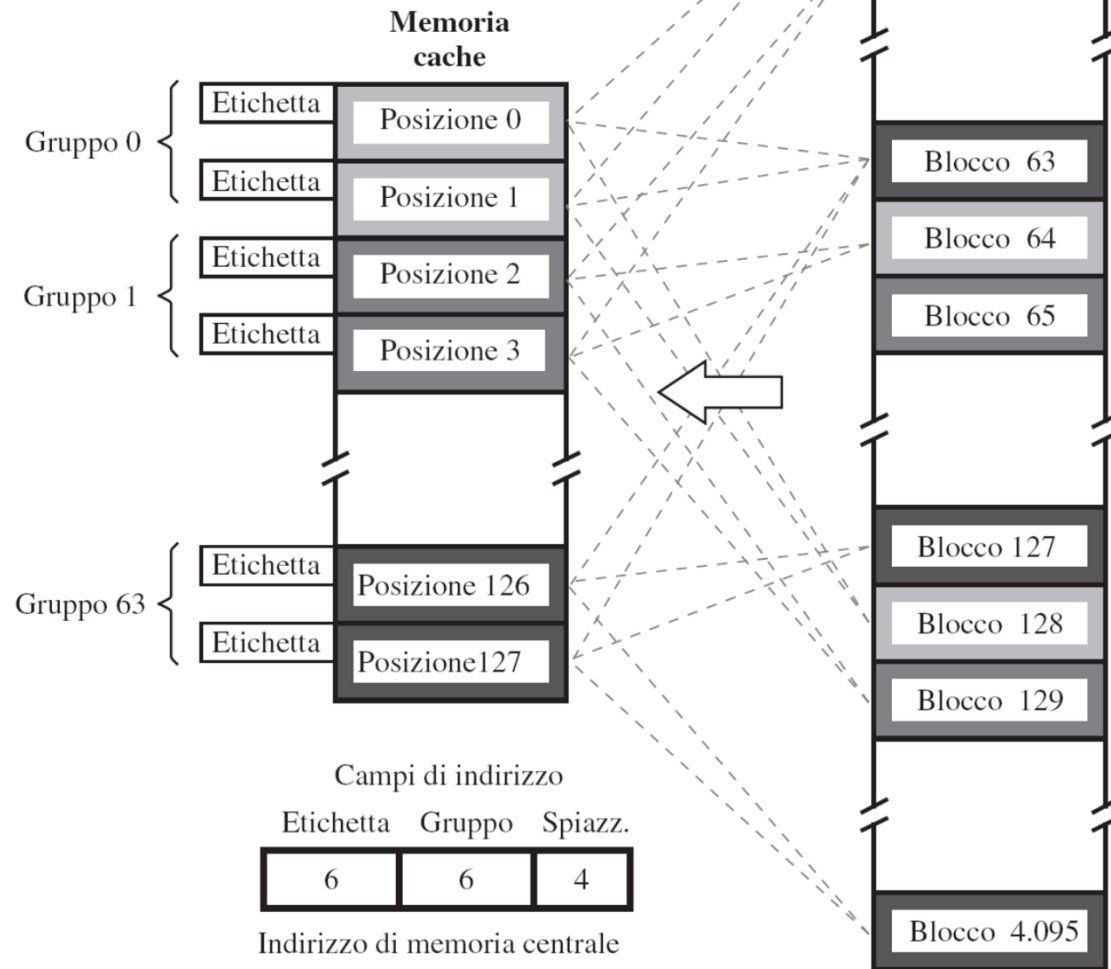 Memoria
cache
Gruppo 0
Etichetta
Posizione 0
Etichetta
Posizione 1
Gruppo 1
Etichetta
Posizione 2
Etichetta
Posizione 3
Gruppo 63
Etichetta
Posizione 126
Etichetta
Posizione127
Blocco 63
Blocco 64
Blocco 65
Blocco 127
Blocco 128
Blocco 129
Blocco 4.095
Campi di indirizzo
Etichetta Gruppo Spiazz.
6 6 4
Indirizzo di memoria centrale